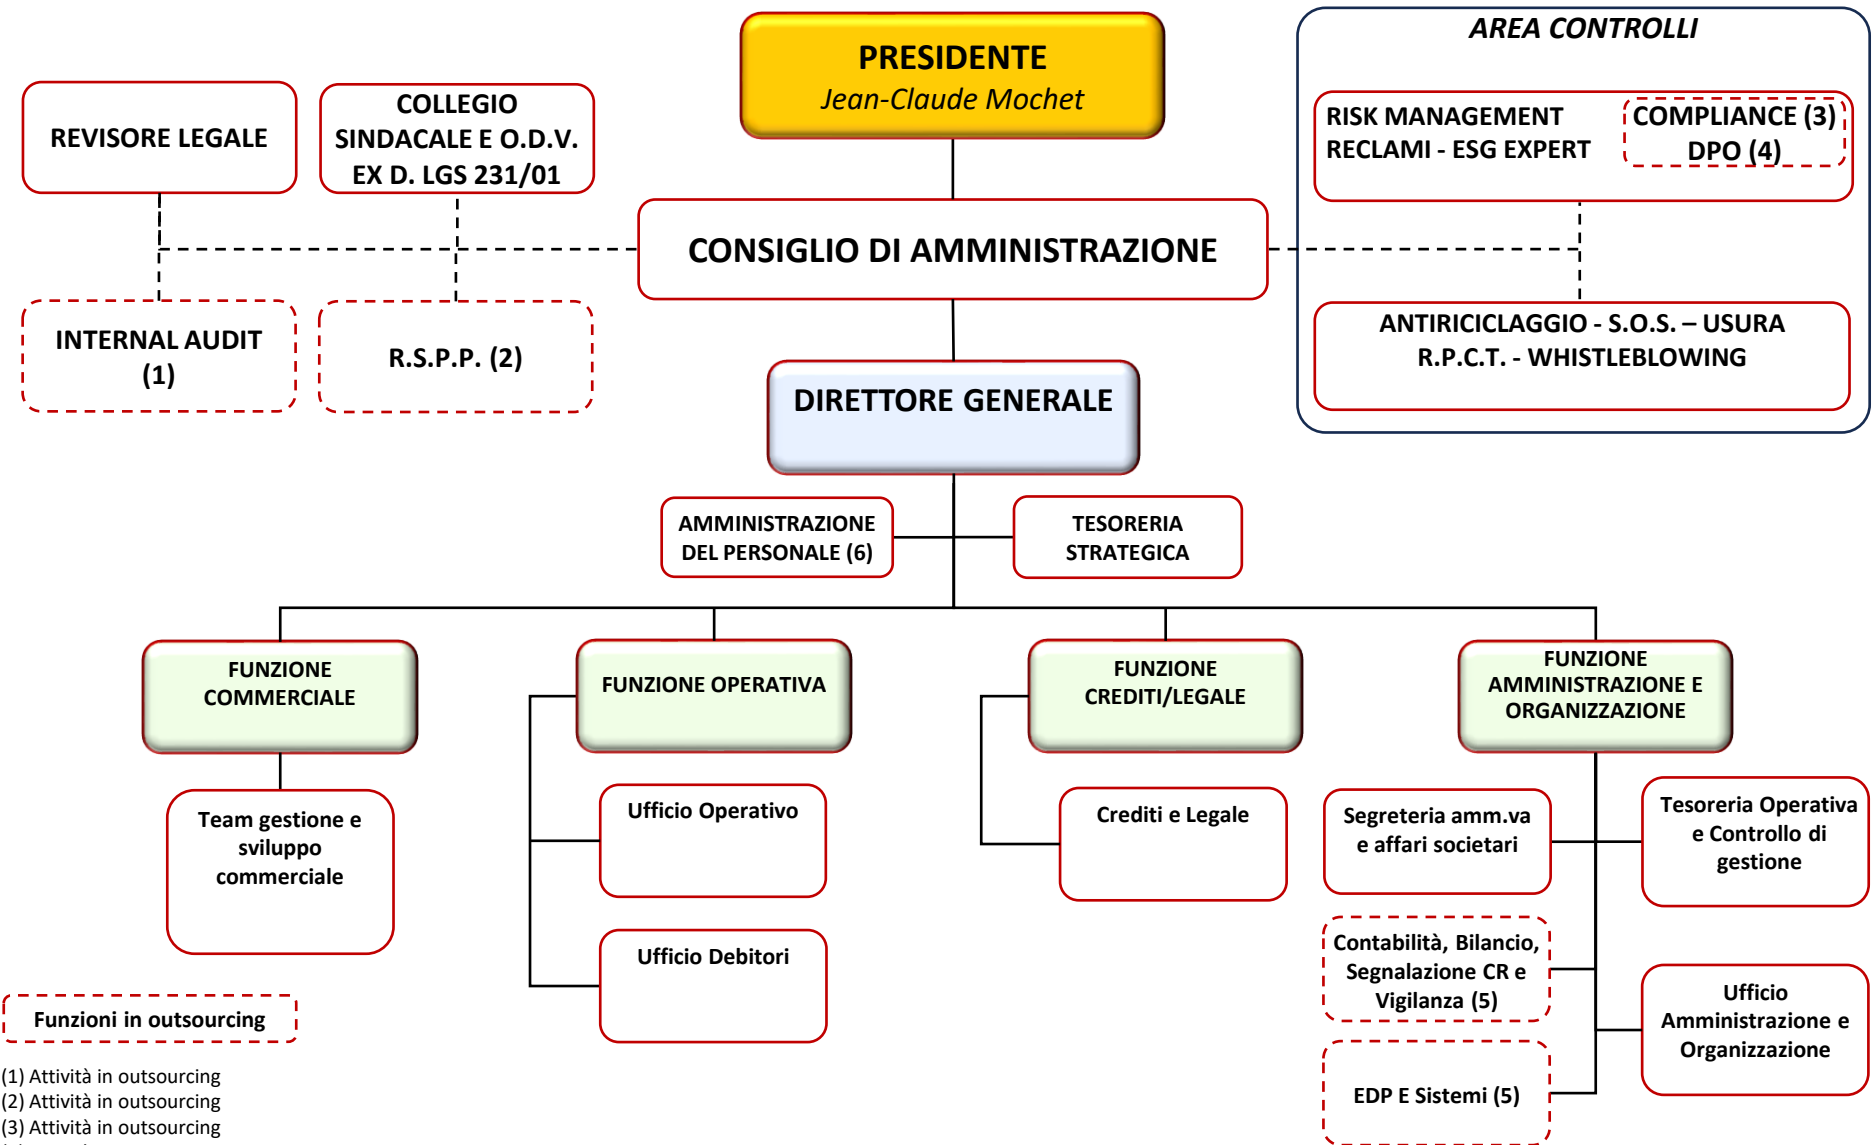 PRESIDENTE
Jean-Claude Mochet
AREA CONTROLLI
REVISORE LEGALE
COLLEGIO
SINDACALE E O.D.V.
EX D. LGS 231/01
RISK MANAGEMENT
RECLAMI - ESG EXPERT
COMPLIANCE (3)
DPO (4)
CONSIGLIO DI AMMINISTRAZIONE
INTERNAL AUDIT
(1)
R.S.P.P. (2)
ANTIRICICLAGGIO - S.O.S. – USURA
R.P.C.T. - WHISTLEBLOWING
DIRETTORE GENERALE
AMMINISTRAZIONE
DEL PERSONALE (6)
TESORERIA
STRATEGICA
FUNZIONE
COMMERCIALE
FUNZIONE OPERATIVA
FUNZIONE
CREDITI/LEGALE
FUNZIONE
AMMINISTRAZIONE E
ORGANIZZAZIONE
Team gestione e
sviluppo
commerciale
Ufficio Operativo
Crediti e Legale
Segreteria amm.va
e affari societari
Tesoreria Operativa
e Controllo di
gestione
Ufficio Debitori
Contabilità, Bilancio,
Segnalazione CR e
Vigilanza (5)
Ufficio
Amministrazione e
Organizzazione
EDP E Sistemi (5)
Funzioni in outsourcing
(1) Attività in outsourcing
(2) Attività in outsourcing
(3) Attività in outsourcing